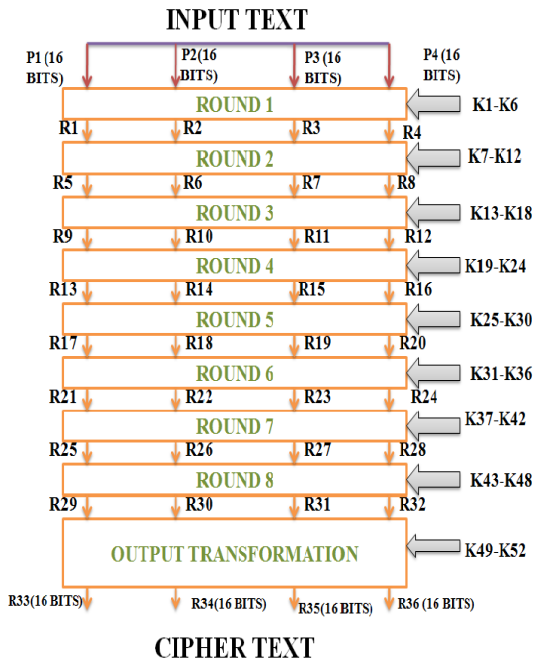 INPUT TEXT
P1 (16 BITS)
P2(16 BITS)
P3 (16 BITS)
P4 (16 BITS)
ROUND 1
K1-K6
R1 R2 R3 R4
ROUND 2
K7-K12
R5 R6 R7 R8
ROUND 3
K13-K18
R9 R10 R11 R12
ROUND 4
K19-K24
R13 R14 R15 R16
ROUND 5
K25-K30
R17 R18 R19 R20
ROUND 6
K31-K36
R21 R22 R23 R24
ROUND 7
K37-K42
R25 R26 R27 R28
ROUND 8
K43-K48
R29 R30 R31 R32
OUTPUT TRANSFORMATION
K49-K52
R33(16 BITS) R34(16 BITS) R35(16 BITS) R36 (16 BITS)
CIPHER TEXT